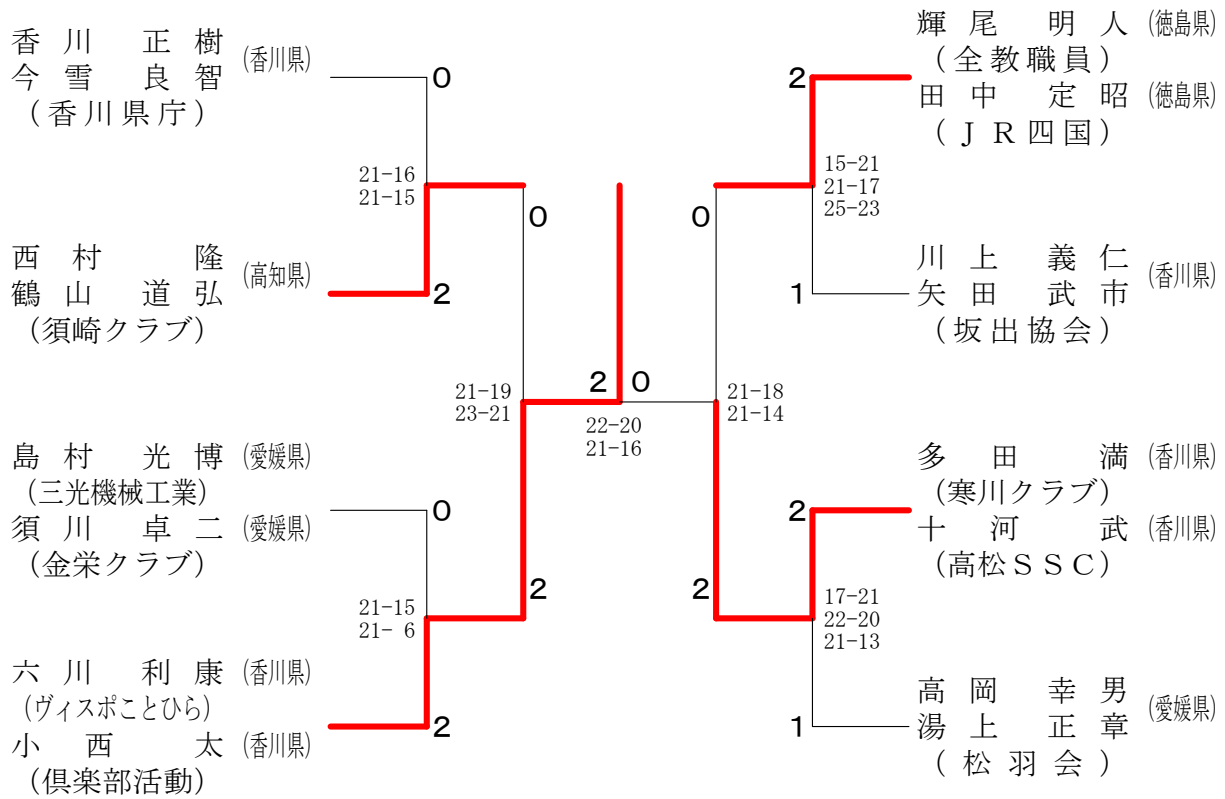 香川 正樹 (香川県)
今雪 良智
(香川県庁)
0
21-16
21-15
西村 隆 (高知県)
鶴山 道弘
(須崎クラブ)
2
0
島村 光博 (愛媛県)
(三光機械工業)
須川 卓二 (愛媛県)
(金栄クラブ)
0
21-15
21- 6
六川 利康 (香川県)
(ヴィスポことひら)
小西 太 (香川県)
(倶楽部活動)
2
2
21-19
23-21
2 0
22-20
21-16
輝尾 明人 (徳島県)
(全教職員)
田中 定昭 (徳島県)
(JR四国)
2
15-21
21-17
25-23
川上 義仁 (香川県)
矢田 武市
(坂出協会)
1
0
21-18
21-14
多田 満 (香川県)
(寒川クラブ)
十河 武 (香川県)
(高松SSC)
2
17-21
22-20
21-13
高岡 幸男 (愛媛県)
湯上 正章
(松羽会)
1
2